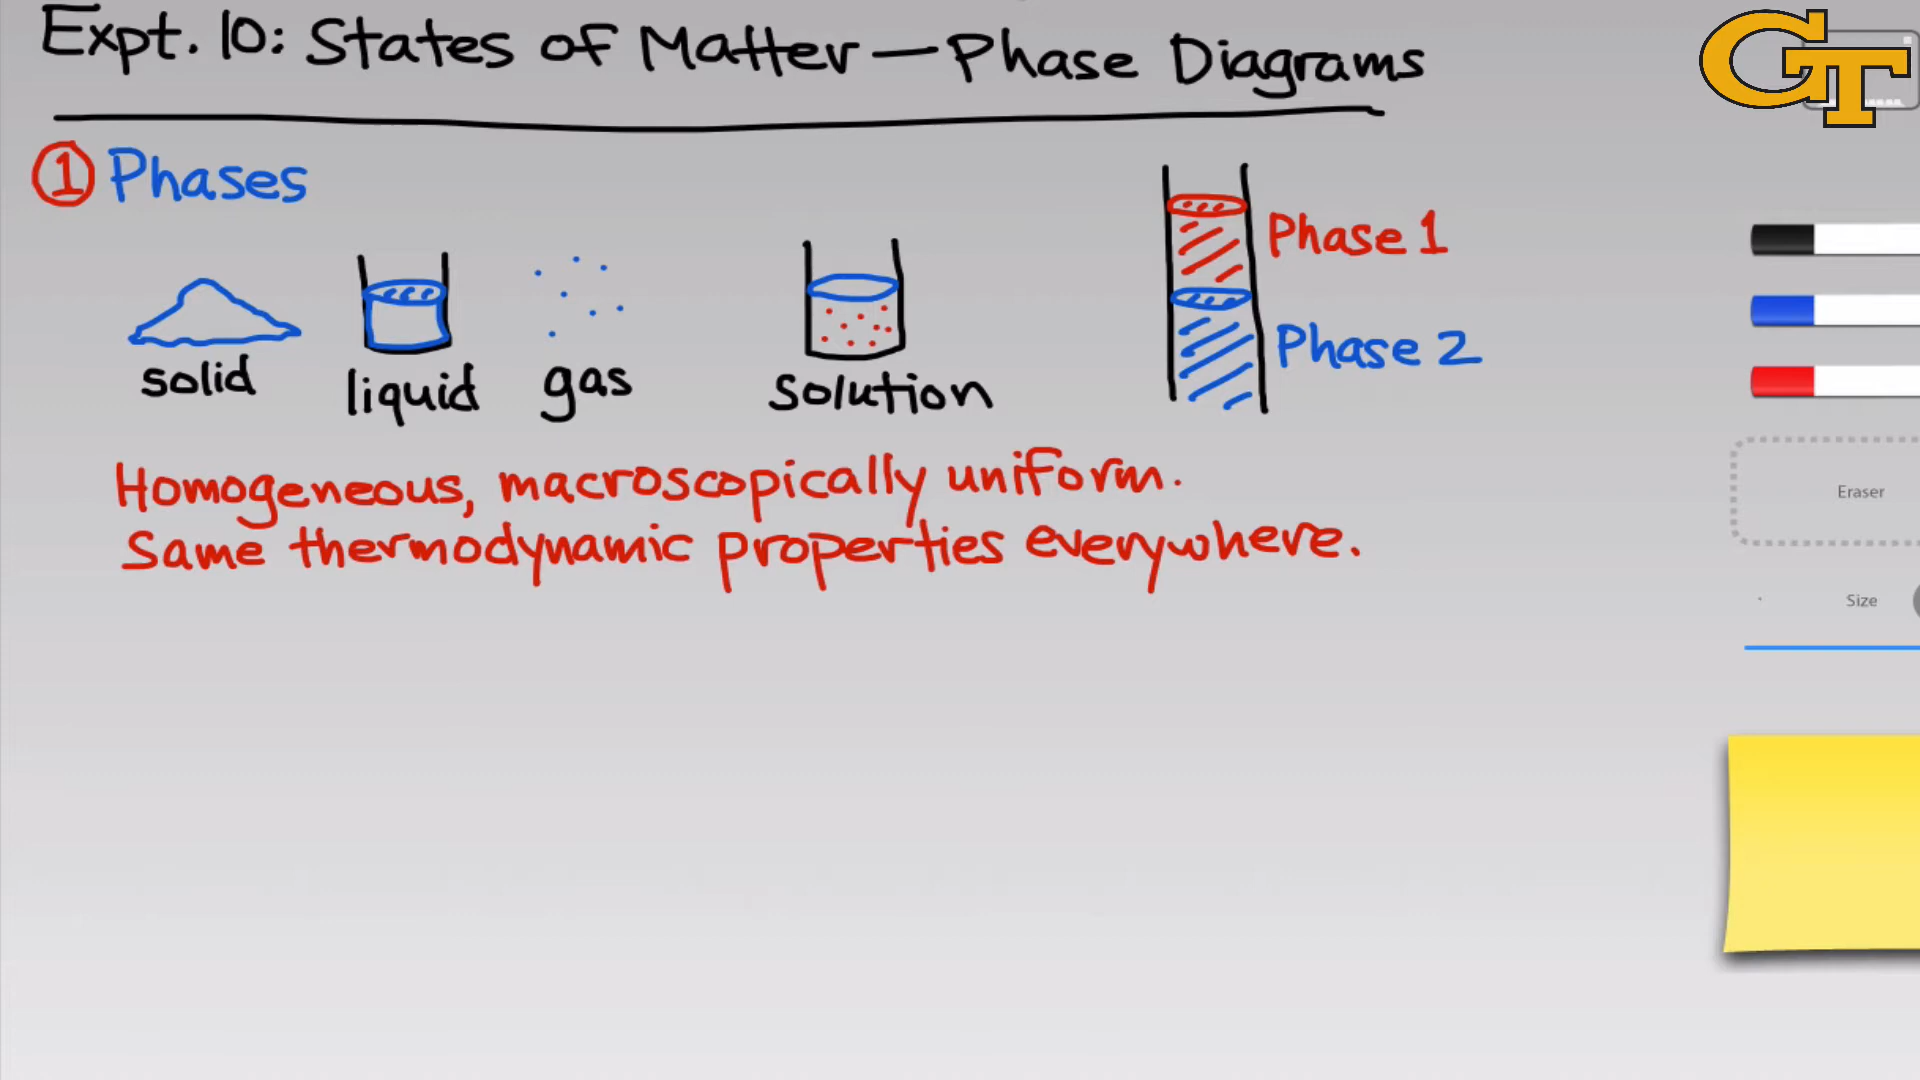 Expt. 10: States of Matter — Phase Diagrams
GT
1 Phases
Phase 1
Phase 2
solid
liquid
gas
solution
Homogeneous, macroscopically uniform.
Same thermodynamic properties everywhere.
Eraser
Size